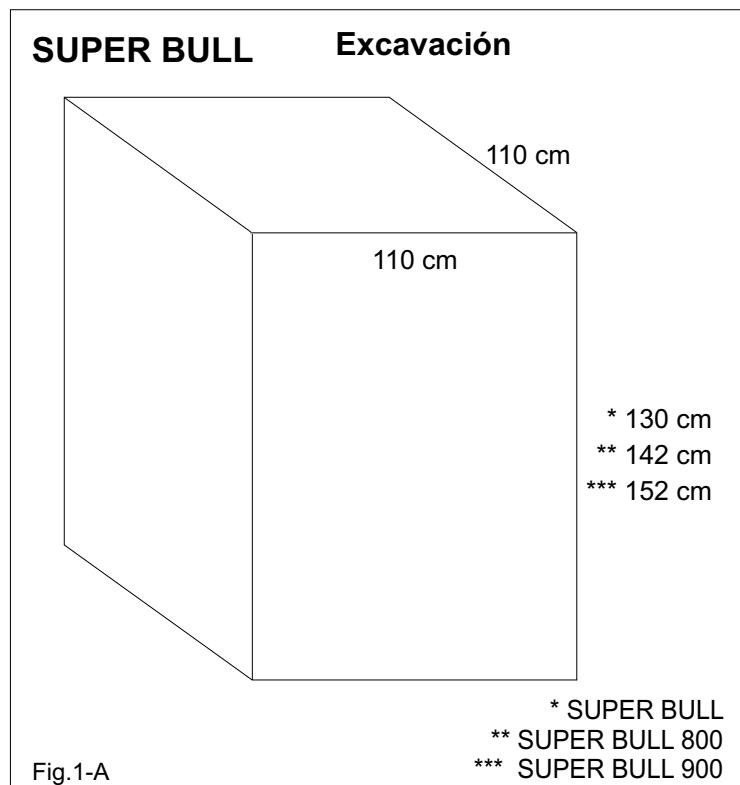 SUPER BULL Excavación
110 cm
110 cm
* 130 cm
** 142 cm
*** 152 cm
* SUPER BULL
** SUPER BULL 800
*** SUPER BULL 900
Fig.1-A